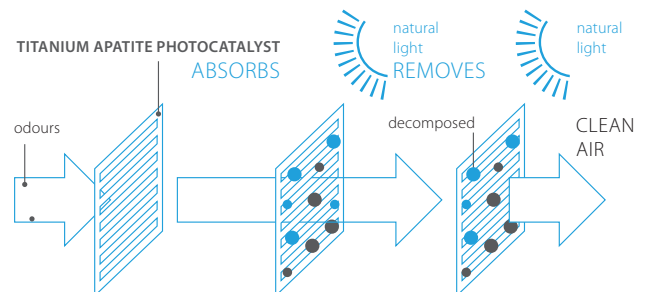 TITANIUM APATITE PHOTOCATALYST
ABSORBS
natural
light
REMOVES
natural
light
odours
decomposed
CLEAN
AIR